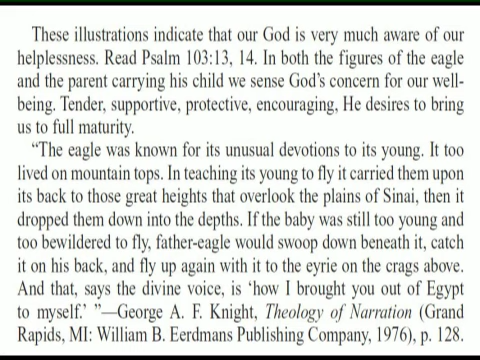 These illustrations indicate that our God is very much aware of our
helplessness. Read Psalm 103:13, 14. In both the figures of the eagle
and the parent carrying his child we sense God's concern for our well-
being. Tender, supportive, protective, encouraging, He desires to bring
us to full maturity.
“The eagle was known for its unusual devotions to its young. It too
lived on mountain tops. In teaching its young to fly it carried them upon
its back to those great heights that overlook the plains of Sinai, then it
dropped them down into the depths. If the baby was still too young and
too bewildered to fly, father-eagle would swoop down beneath it, catch
it on his back, and fly up again with it to the eyrie on the crags above.
And that, says the divine voice, is ‘how I brought you out of Egypt
to myself.’ ”—George A. F. Knight, Theology of Narration (Grand
Rapids, MI: William B. Eerdmans Publishing Company, 1976), p. 128.